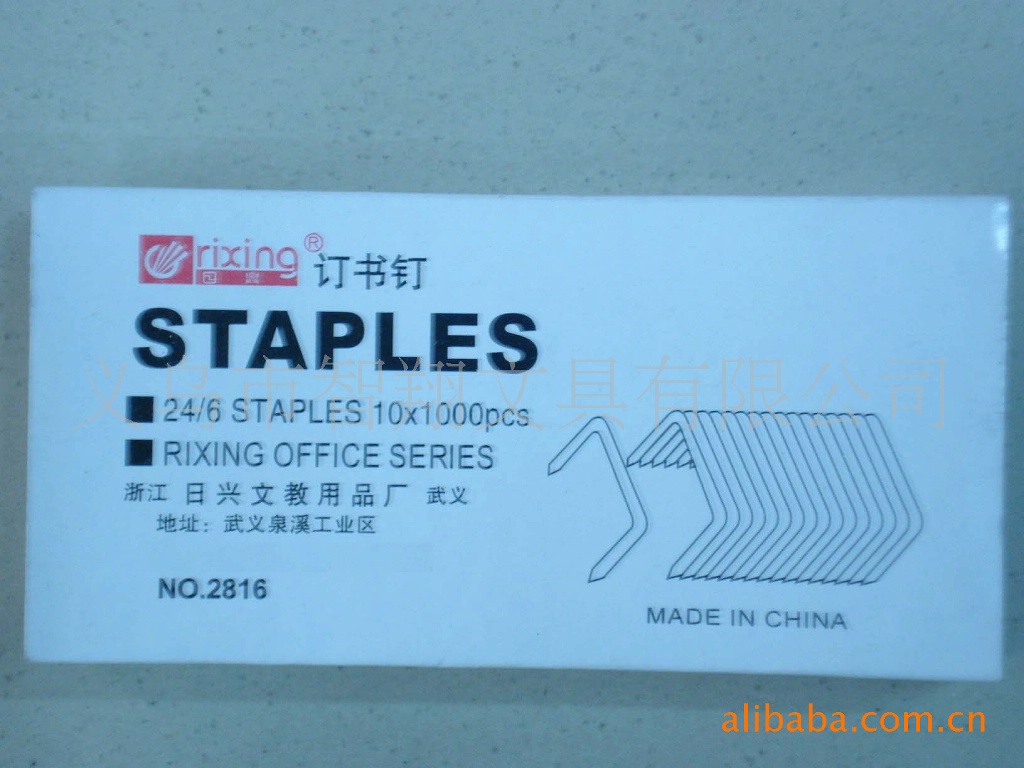 rixing® 订书钉
STAPLES
义乌市智翔文具有限公司
■ 24/6 STAPLES 10x1000pcs
■ RIXING OFFICE SERIES
浙江 日兴文教用品厂 武义
地址: 武义泉溪工业区
NO.2816
MADE IN CHINA
alibaba.com.cn